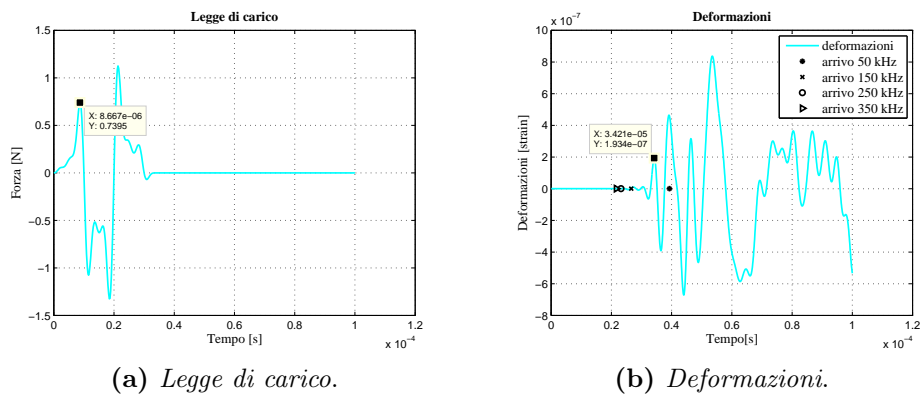 Legge di carico
Forza [N]
1.5
1
0.5
0
−0.5
−1
−1.5
X: 8.667e−06
Y: 0.7395
0 0.2 0.4 0.6 0.8 1 1.2
Tempo [s]
x 10⁻⁴
(a) Legge di carico.
Deformazioni
x 10⁻⁷
Deformazioni [strain]
10
8
6
4
2
0
−2
−4
−6
−8
X: 3.421e−05
Y: 1.934e−07
deformazioni
arrivo 50 kHz
arrivo 150 kHz
arrivo 250 kHz
arrivo 350 kHz
0 0.2 0.4 0.6 0.8 1 1.2
Tempo[s]
x 10⁻⁴
(b) Deformazioni.